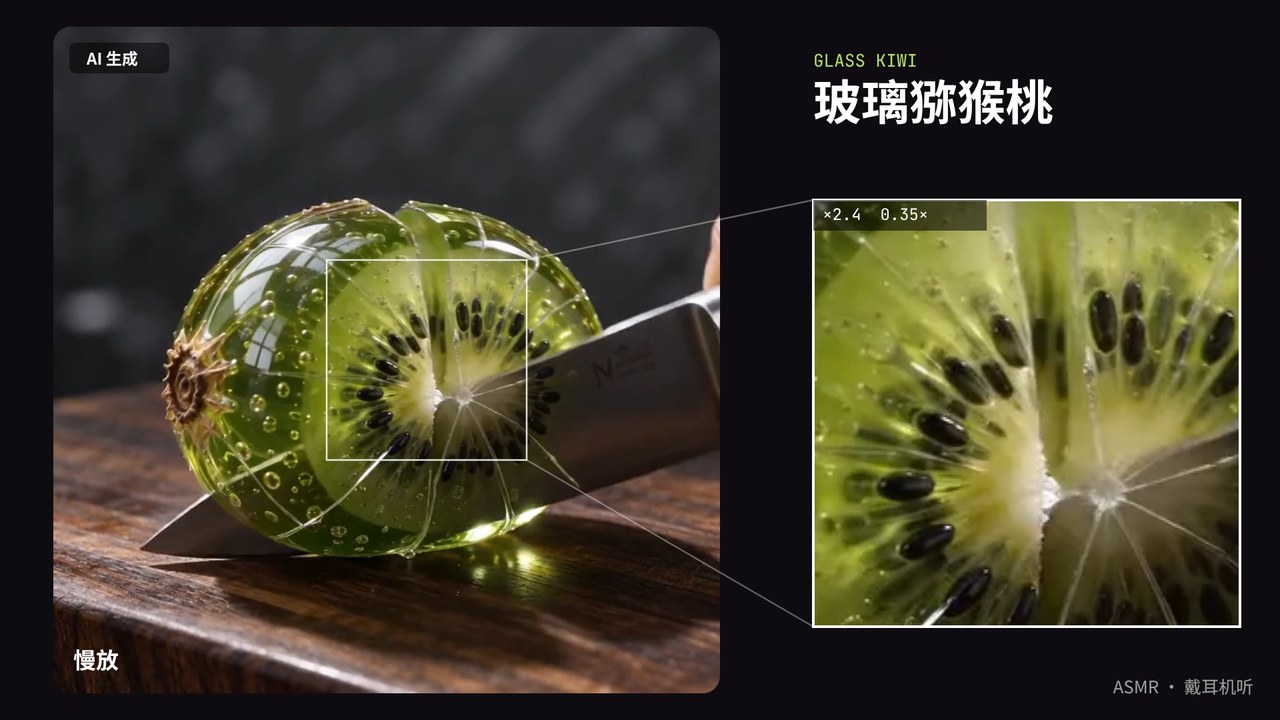 AI 生成
GLASS KIWI
玻璃猕猴桃
×2.4 0.35×
慢放
ASMR · 戴耳机听